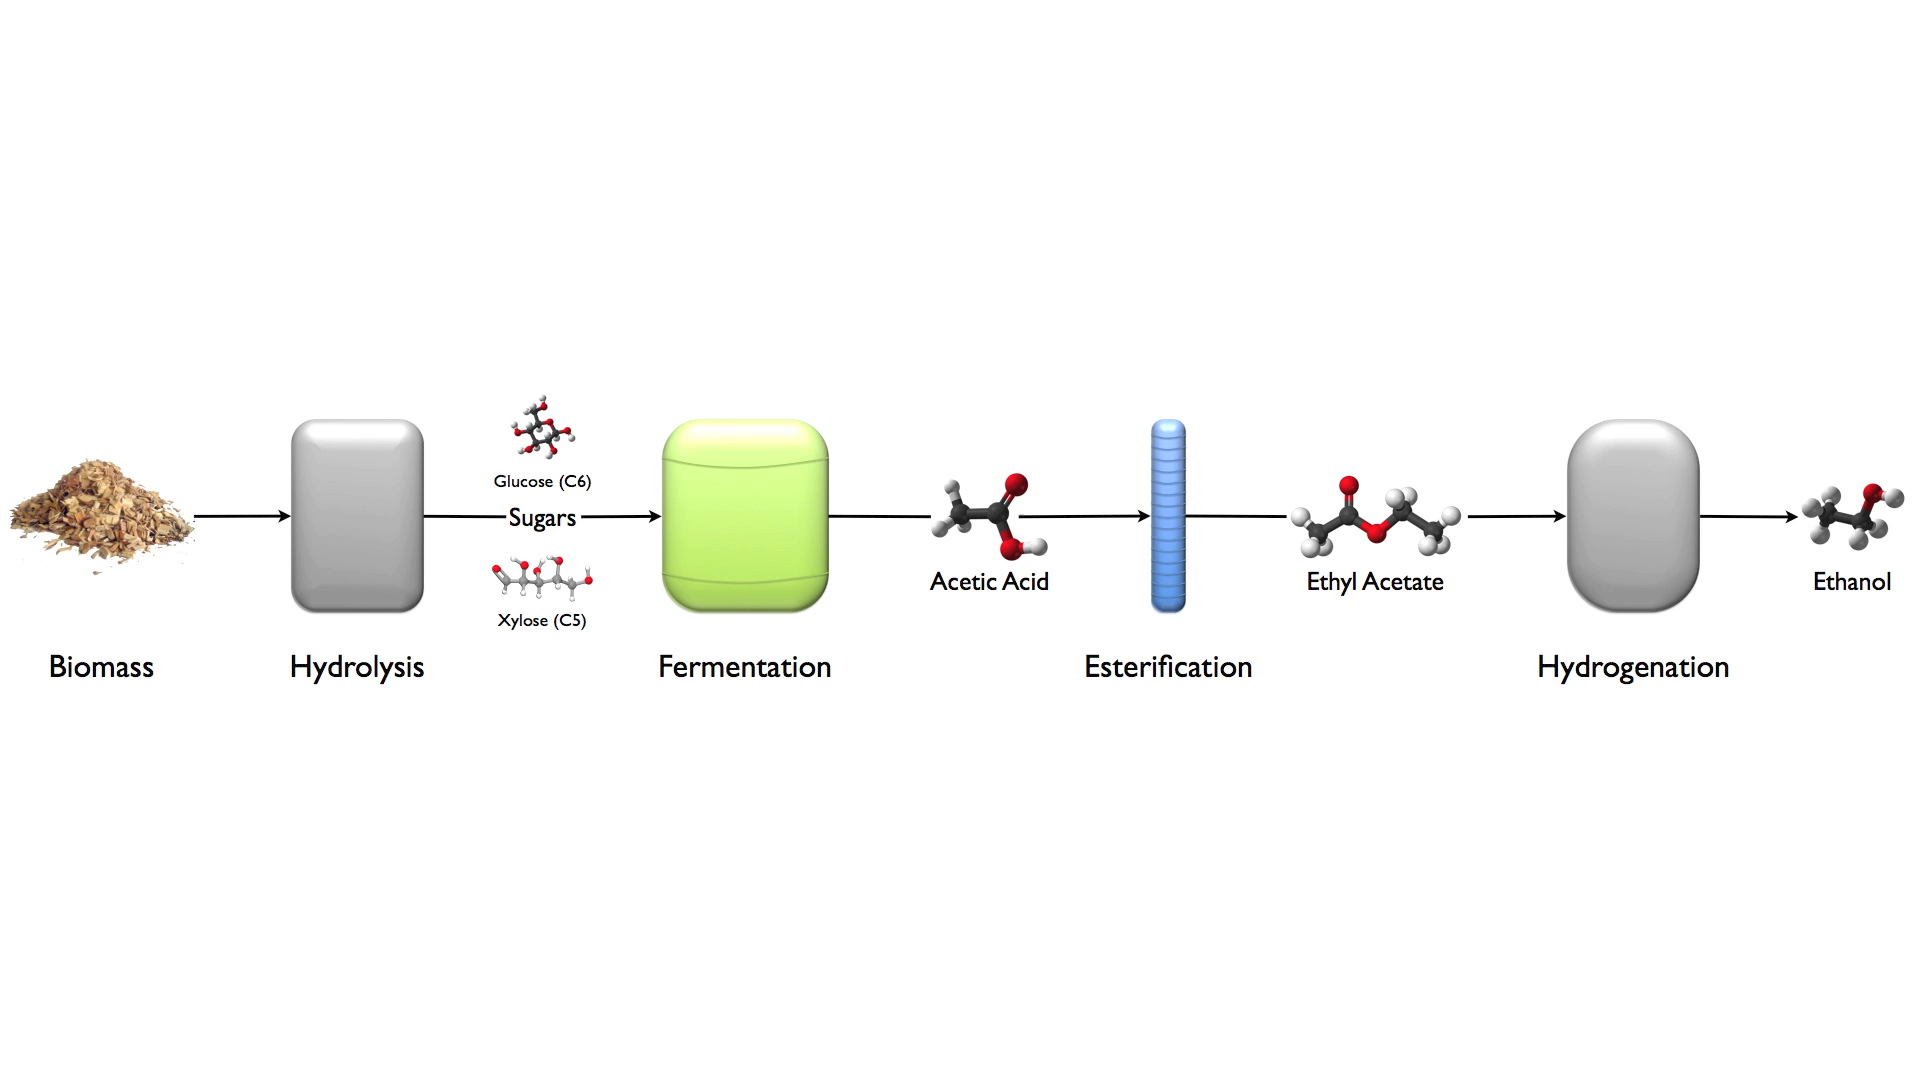 Glucose (C6)
Sugars
Xylose (C5)
Acetic Acid
Ethyl Acetate
Ethanol
Biomass
Hydrolysis
Fermentation
Esterification
Hydrogenation